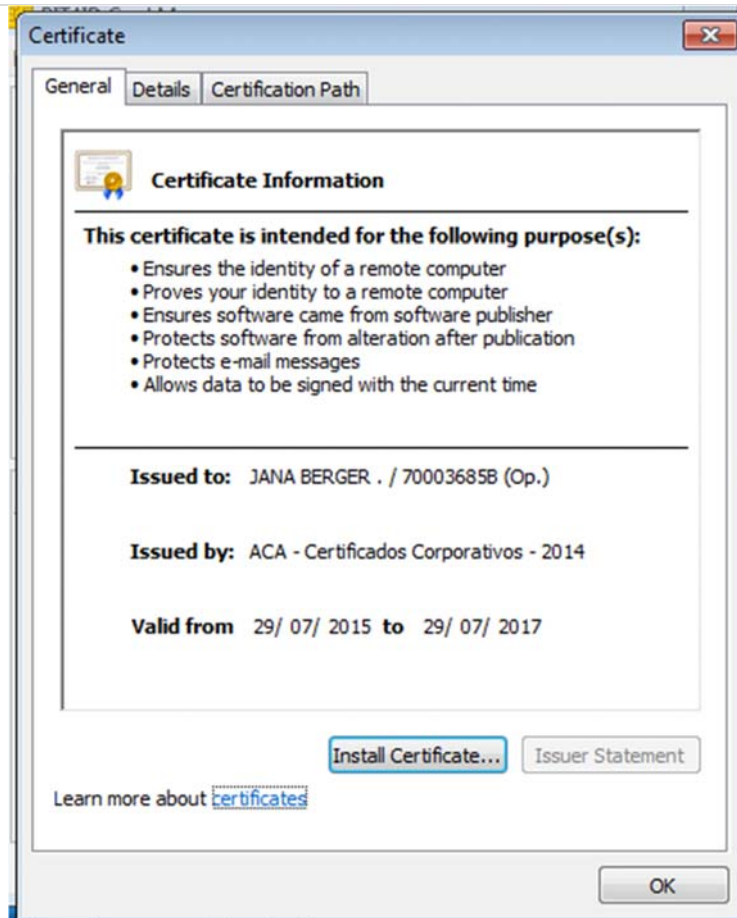 Certificate
General Details Certification Path
Certificate Information
This certificate is intended for the following purpose(s):
• Ensures the identity of a remote computer
• Proves your identity to a remote computer
• Ensures software came from software publisher
• Protects software from alteration after publication
• Protects e-mail messages
• Allows data to be signed with the current time
Issued to: JANA BERGER . / 70003685B (Op.)
Issued by: ACA - Certificados Corporativos - 2014
Valid from 29/ 07/ 2015 to 29/ 07/ 2017
Install Certificate... Issuer Statement
Learn more about certificates
OK